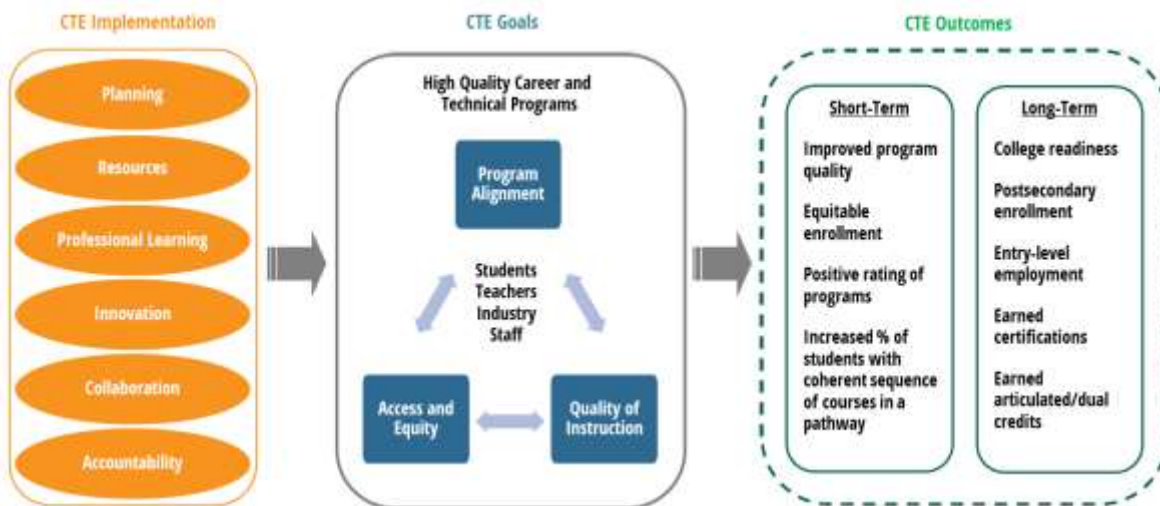 CTE Implementation
Planning
Resources
Professional Learning
Innovation
Collaboration
Accountability
CTE Goals
High Quality Career and
Technical Programs
Program
Alignment
Students
Teachers
Industry
Staff
Access and
Equity
Quality of
Instruction
CTE Outcomes
Short-Term
Improved program
quality
Equitable
enrollment
Positive rating of
programs
Increased % of
students with
coherent sequence
of courses in a
pathway
Long-Term
College readiness
Postsecondary
enrollment
Entry-level
employment
Earned
certifications
Earned
articulated/dual
credits